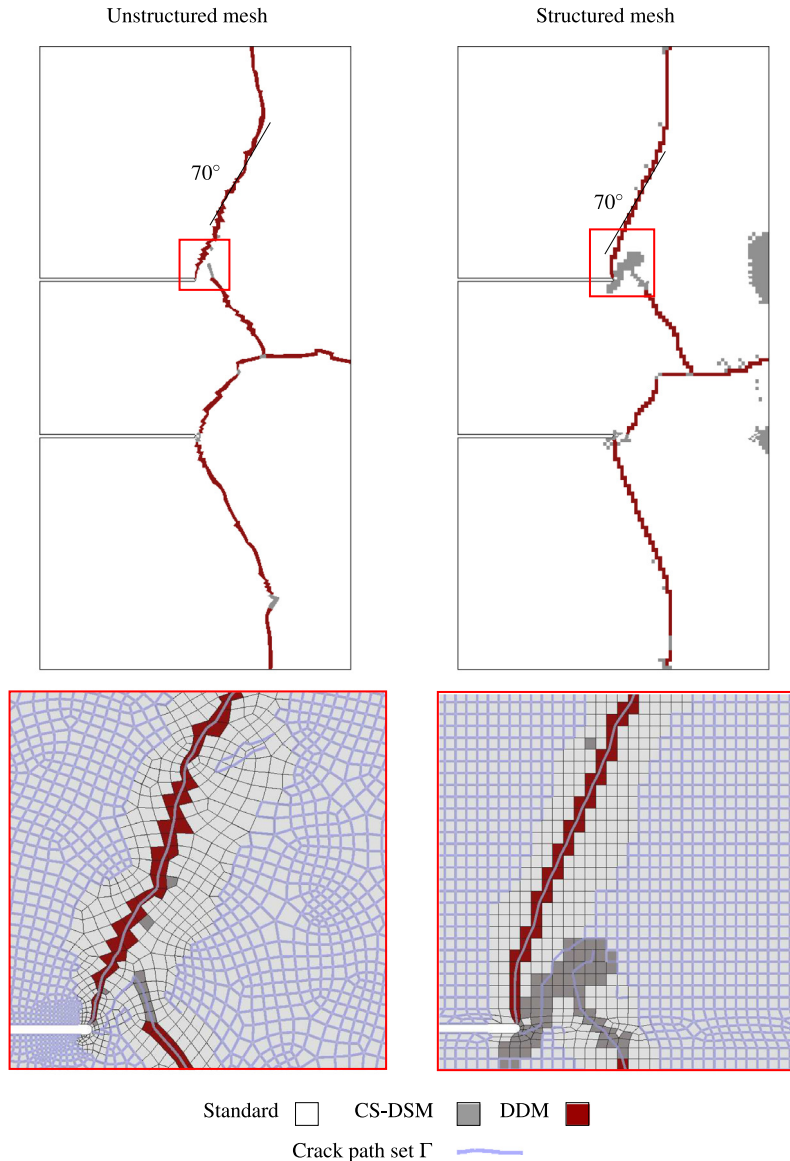 Unstructured mesh
Structured mesh
70°
70°
Standard CS-DSM DDM
Crack path set Γ